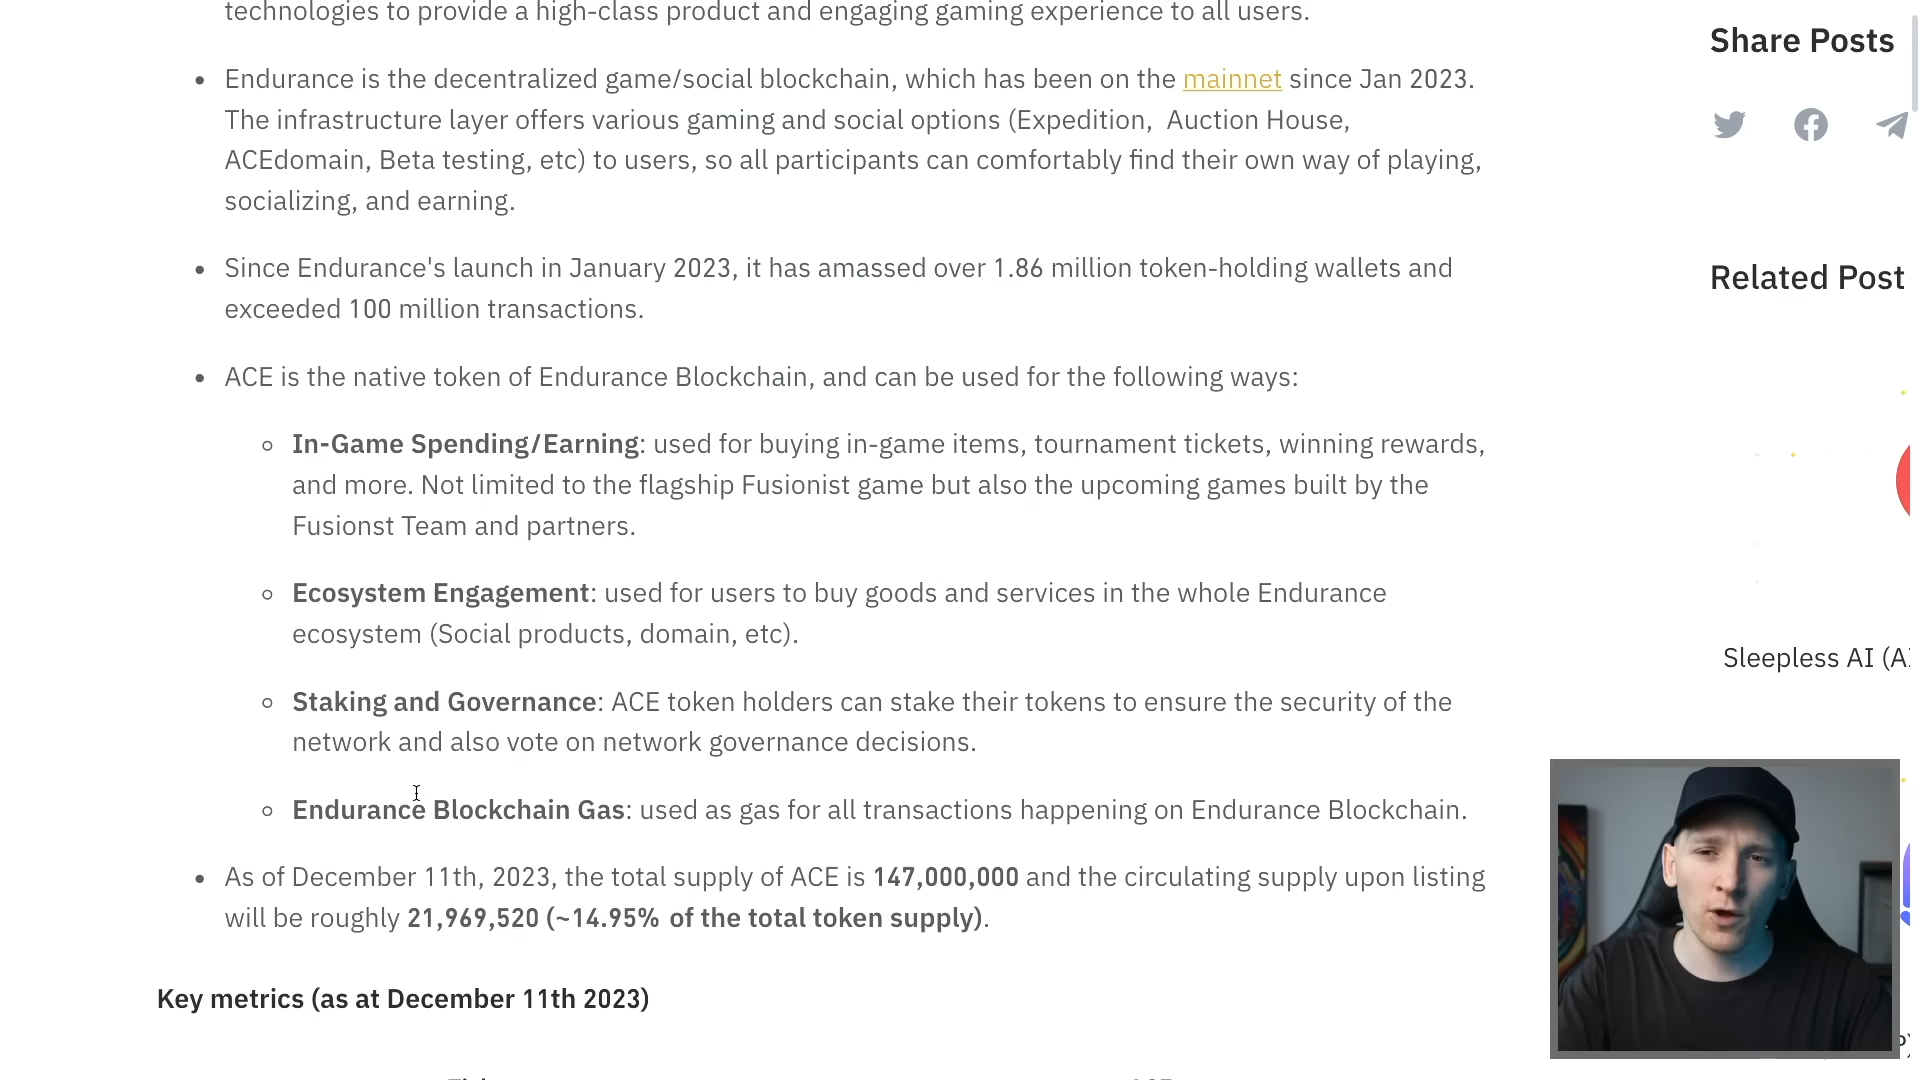 technologies to provide a high-class product and engaging gaming experience to all users.
Endurance is the decentralized game/social blockchain, which has been on the mainnet since Jan 2023.
The infrastructure layer offers various gaming and social options (Expedition,  Auction House,
ACEdomain, Beta testing, etc) to users, so all participants can comfortably find their own way of playing,
socializing, and earning.
Since Endurance's launch in January 2023, it has amassed over 1.86 million token-holding wallets and
exceeded 100 million transactions.
ACE is the native token of Endurance Blockchain, and can be used for the following ways:
In-Game Spending/Earning: used for buying in-game items, tournament tickets, winning rewards,
and more. Not limited to the flagship Fusionist game but also the upcoming games built by the
Fusionst Team and partners.
Ecosystem Engagement: used for users to buy goods and services in the whole Endurance
ecosystem (Social products, domain, etc).
Staking and Governance: ACE token holders can stake their tokens to ensure the security of the
network and also vote on network governance decisions.
Endurance Blockchain Gas: used as gas for all transactions happening on Endurance Blockchain.
As of December 11th, 2023, the total supply of ACE is 147,000,000 and the circulating supply upon listing
will be roughly 21,969,520 (~14.95% of the total token supply).
Key metrics (as at December 11th 2023)
Share Posts
Related Post
Sleepless AI (A